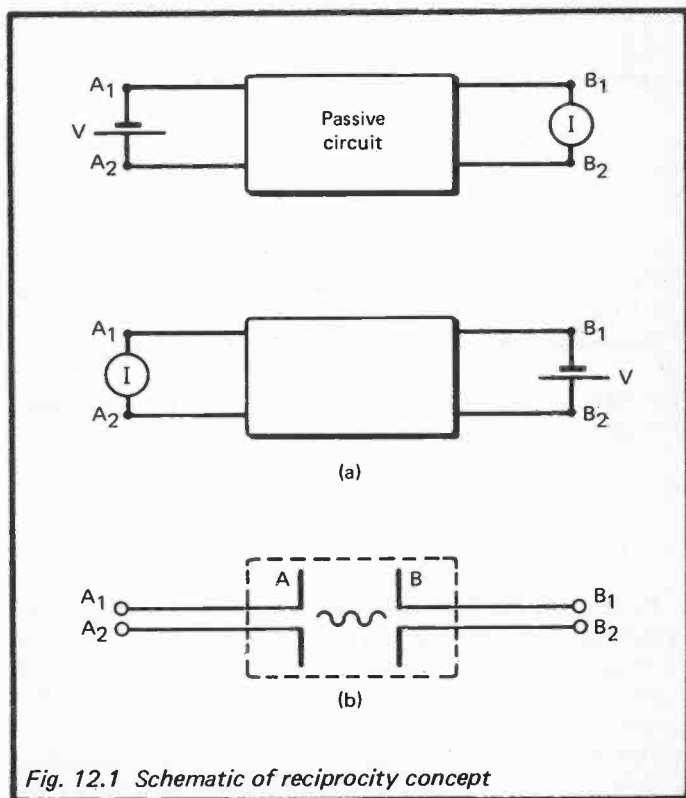 A1 B1
V Passive circuit I
A2 B2
A1 B1
I V
A2 B2
(a)
A B
A1 B1
A2 B2
(b)
Fig. 12.1 Schematic of reciprocity concept